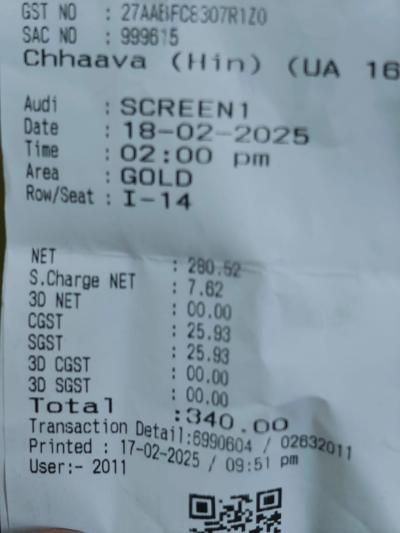 GST NO : 27AABFC6307R1Z0
SAC NO : 999615
Chhaava (Hin) (UA 16
Audi : SCREEN1
Date : 18-02-2025
Time : 02:00 pm
Area : GOLD
Row/Seat : I-14
NET : 280.52
S.Charge NET : 7.62
3D NET : 00.00
CGST : 25.93
SGST : 25.93
3D CGST : 00.00
3D SGST : 00.00
Total :340.00
Transaction Detail:6990604 / 02632011
Printed : 17-02-2025 / 09:51 pm
User:- 2011